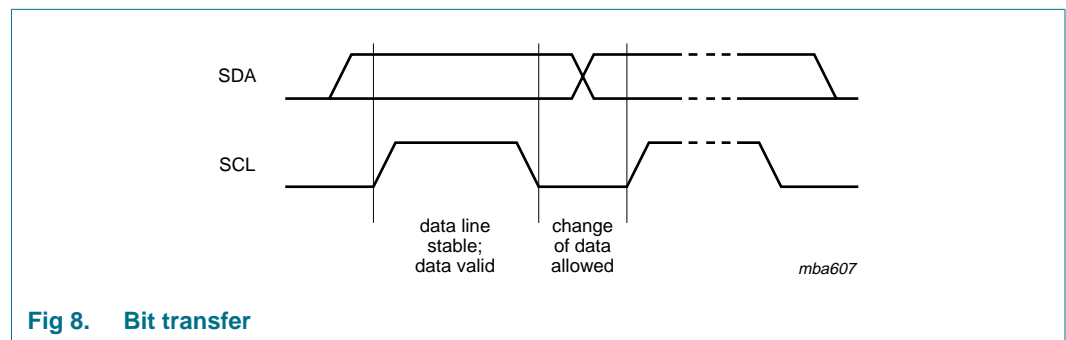 SDA
SCL
data line
stable;
data valid
change
of data
allowed
mba607
Fig 8. Bit transfer